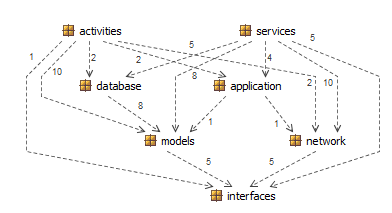 activities
services
1
10
2
2
5
8
4
2
10
5
database
application
8
1
1
models
network
5
5
interfaces